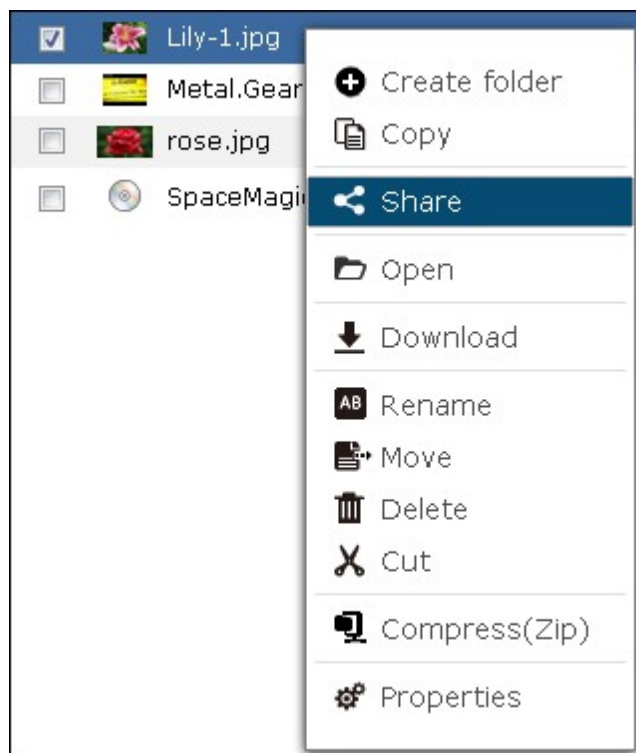 Lily-1.jpg
Metal.Gear
rose.jpg
SpaceMagi
Create folder
Copy
Share
Open
Download
AB Rename
Move
Delete
Cut
Compress(Zip)
Properties